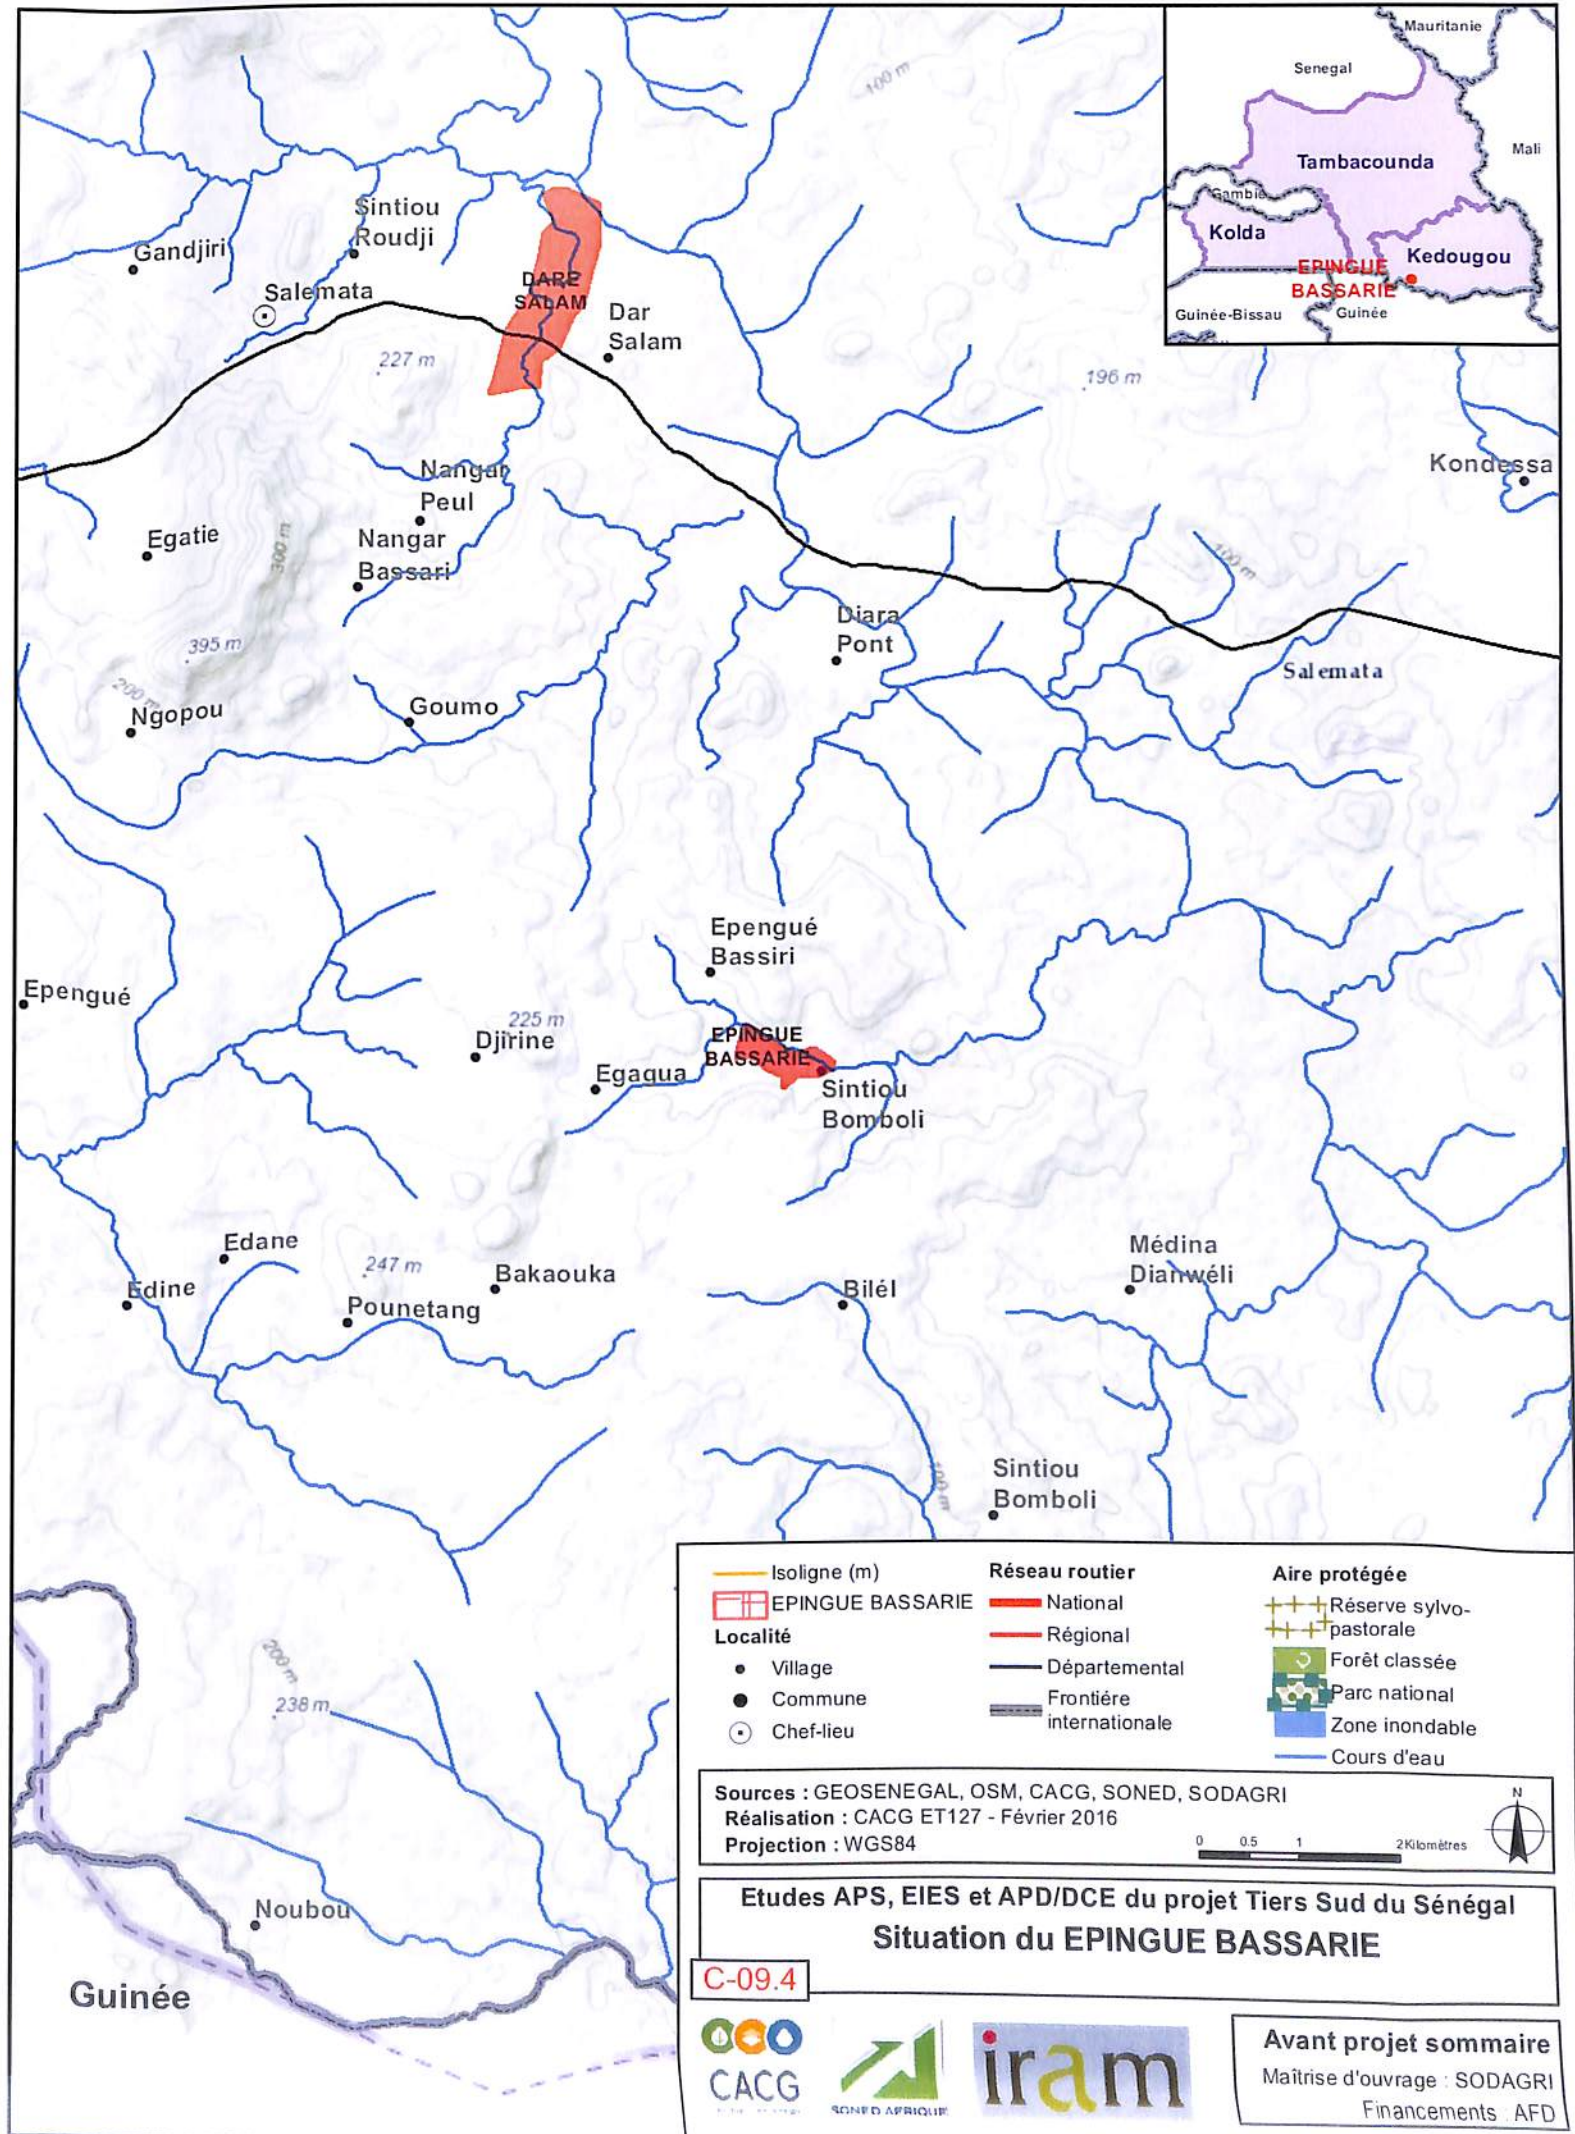 Mauritanie
Senegal
Mali
Tambacounda
Gambie
Kolda
Kedougou
EPINGUE
BASSARIE
Guinée-Bissau
Guinée
100 m
Sintiou
Roudji
Gandjiri
Salemata
DARE
SALAM
Dar
Salam
227 m
196 m
Kondessa
Nangar
Peul
Egatie
300 m
Nangar
Bassari
100 m
Diara
Pont
395 m
Salemata
200 m
Ngopou
Goumo
Epengué
Bassiri
Epengué
225 m
Djirine
EPINGUE
BASSARIE
Egaqua
Sintiou
Bomboli
Edane
247 m
Bakaouka
Médina
Dianwéli
Edine
Pounetang
Bilél
100 m
Sintiou
Bomboli
200 m
238 m
Noubou
Guinée
Isoligne (m)
EPINGUE BASSARIE
Localité
Village
Commune
Chef-lieu
Réseau routier
National
Régional
Départemental
Frontiére
internationale
Aire protégée
Réserve sylvo-
pastorale
Forêt classée
Parc national
Zone inondable
Cours d'eau
Sources : GEOSENEGAL, OSM, CACG, SONED, SODAGRI
Réalisation : CACG ET127 - Février 2016
Projection : WGS84
0 0.5 1 2 Kilomètres
N
Etudes APS, EIES et APD/DCE du projet Tiers Sud du Sénégal
Situation du EPINGUE BASSARIE
C-09.4
CACG
SONED AFRIQUE
iram
Avant projet sommaire
Maîtrise d'ouvrage : SODAGRI
Financements : AFD